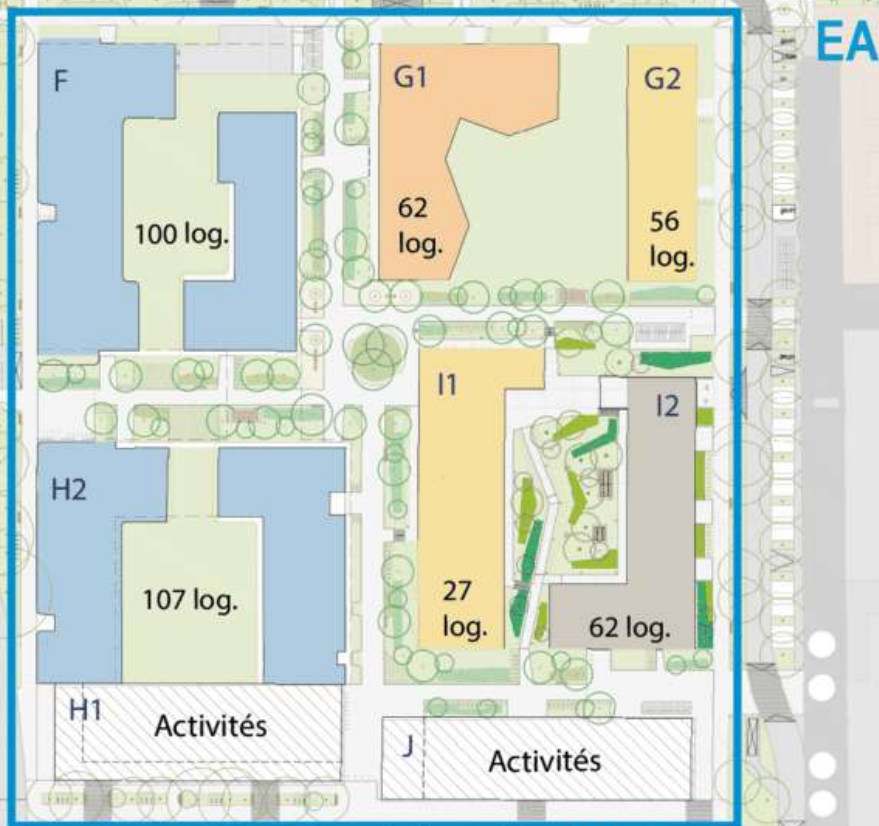 EA
F
G1
G2
100 log.
62
log.
56
log.
I1
I2
H2
107 log.
27
log.
62 log.
H1
Activités
J
Activités